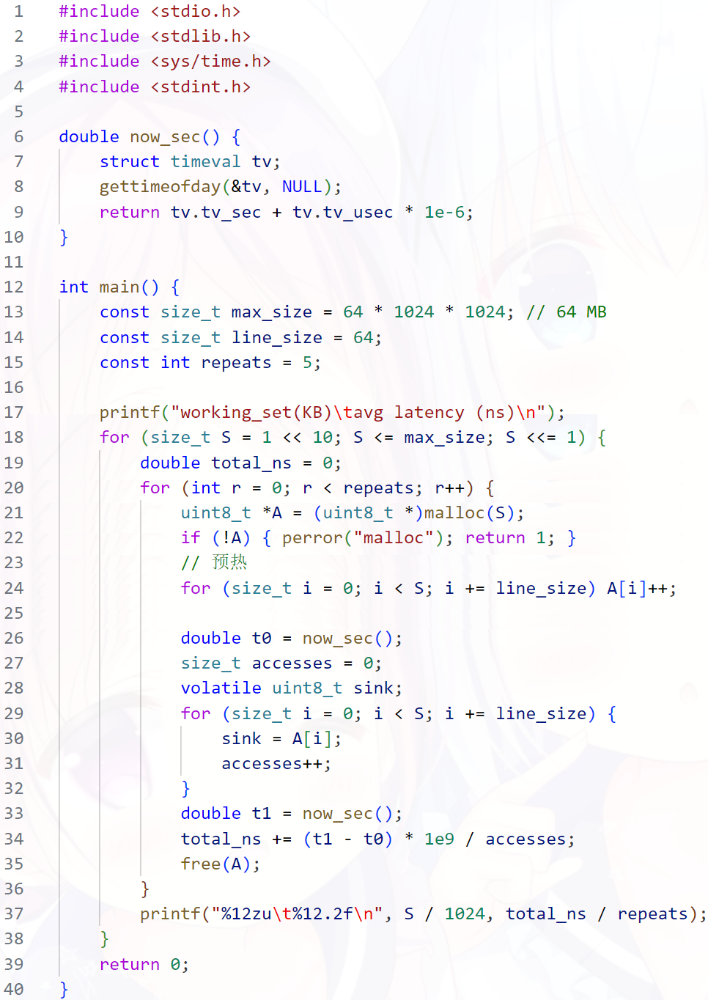 1 #include <stdio.h>
2 #include <stdlib.h>
3 #include <sys/time.h>
4 #include <stdint.h>
5
6 double now_sec() {
7     struct timeval tv;
8     gettimeofday(&tv, NULL);
9     return tv.tv_sec + tv.tv_usec * 1e-6;
10 }
11
12 int main() {
13     const size_t max_size = 64 * 1024 * 1024; // 64 MB
14     const size_t line_size = 64;
15     const int repeats = 5;
16
17     printf("working_set(KB)\tavg latency (ns)\n");
18     for (size_t S = 1 << 10; S <= max_size; S <<= 1) {
19         double total_ns = 0;
20         for (int r = 0; r < repeats; r++) {
21             uint8_t *A = (uint8_t *)malloc(S);
22             if (!A) { perror("malloc"); return 1; }
23             // 预热
24             for (size_t i = 0; i < S; i += line_size) A[i]++;
25
26             double t0 = now_sec();
27             size_t accesses = 0;
28             volatile uint8_t sink;
29             for (size_t i = 0; i < S; i += line_size) {
30                 sink = A[i];
31                 accesses++;
32             }
33             double t1 = now_sec();
34             total_ns += (t1 - t0) * 1e9 / accesses;
35             free(A);
36         }
37         printf("%12zu\t%12.2f\n", S / 1024, total_ns / repeats);
38     }
39     return 0;
40 }